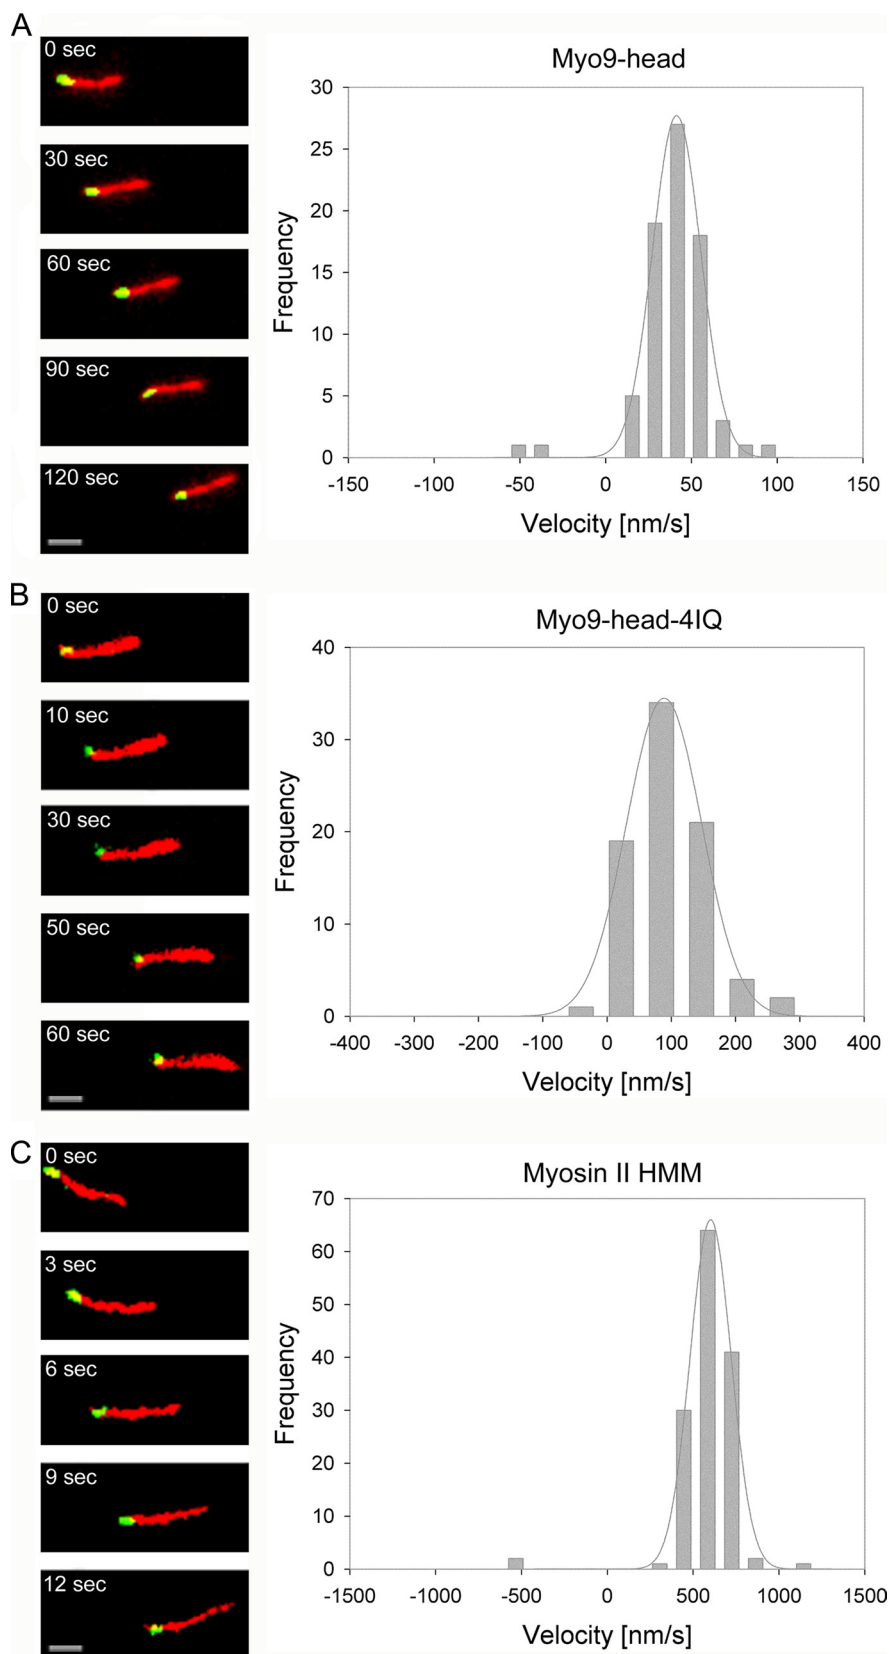 A
0 sec
30 sec
60 sec
90 sec
120 sec
Myo9-head
30
25
20
15
10
5
0
Frequency
-150 -100 -50 0 50 100 150
Velocity [nm/s]
B
0 sec
10 sec
30 sec
50 sec
60 sec
Myo9-head-4IQ
40
30
20
10
0
Frequency
-400 -300 -200 -100 0 100 200 300 400
Velocity [nm/s]
C
0 sec
3 sec
6 sec
9 sec
12 sec
Myosin II HMM
70
60
50
40
30
20
10
0
Frequency
-1500 -1000 -500 0 500 1000 1500
Velocity [nm/s]